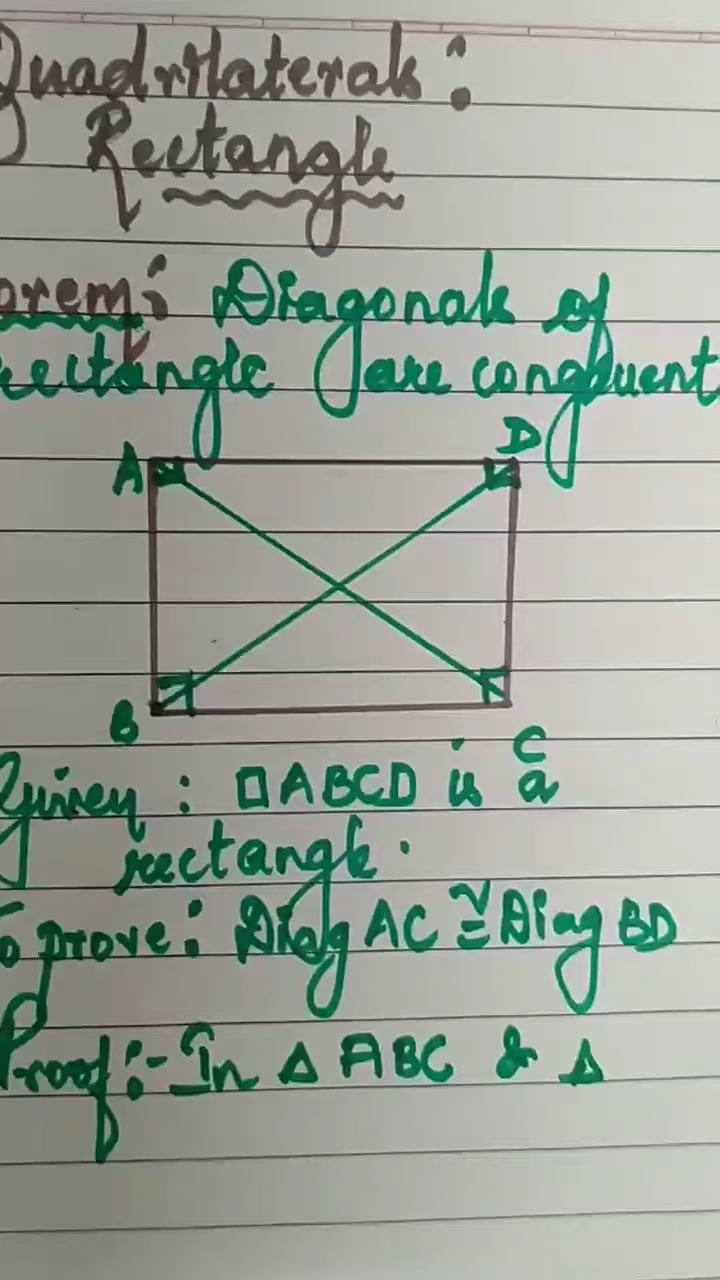 Quadrilaterals:
Rectangle
orem: Diagonals of
rectangle are congruent
A
D
B
C
Given : □ABCD is a
rectangle.
To prove: Diag AC ≅ Diag BD
Proof:- In Δ ABC & Δ